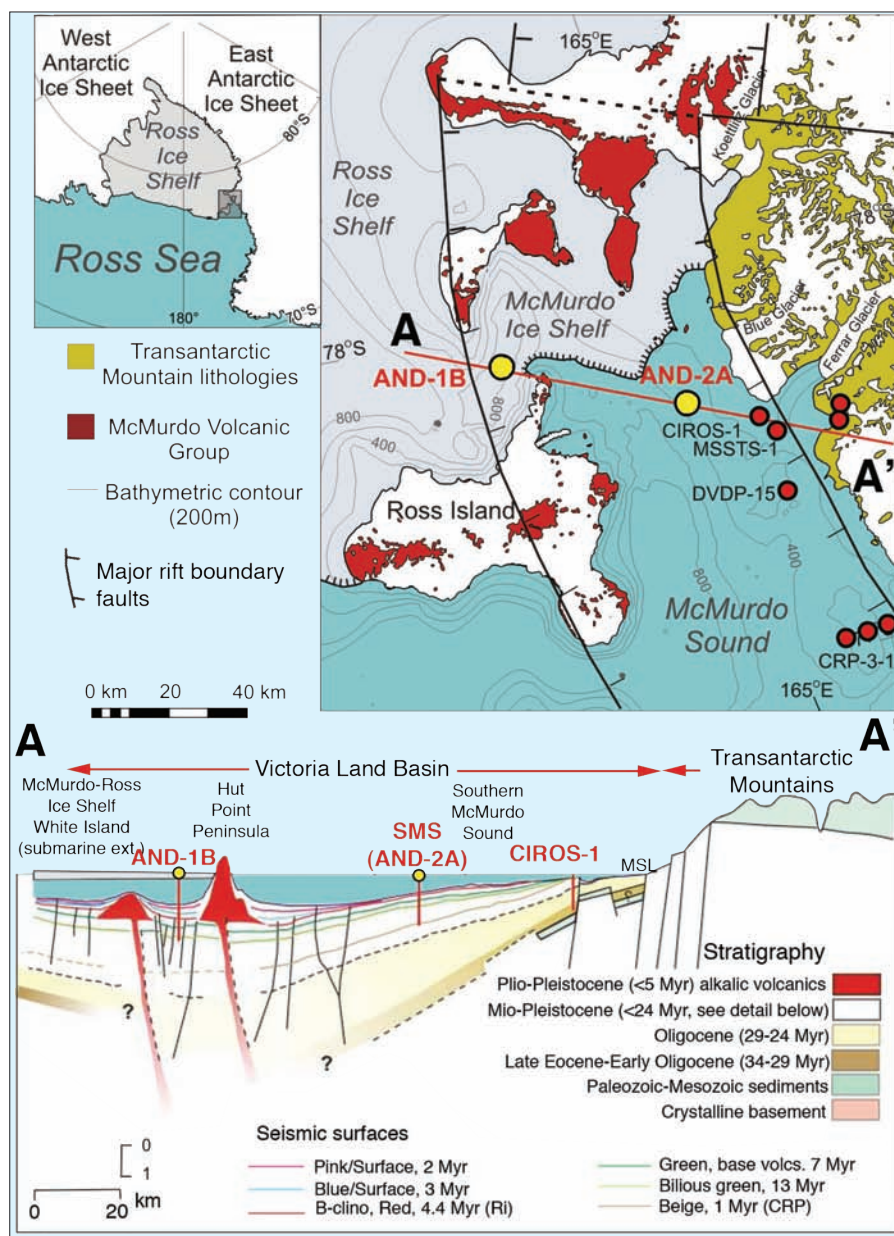 West
Antarctic
Ice Sheet
East
Antarctic
Ice Sheet
80°S
Ross
Ice
Shelf
Ross Sea
180°
70°S
Transantarctic
Mountain lithologies
McMurdo Volcanic
Group
Bathymetric contour
(200m)
Major rift boundary
faults
0 km 20 40 km
165°E
Koettlitz Glacier
Ross
Ice
Shelf
78°S
McMurdo
Ice Shelf
Blue Glacier
Ferrar Glacier
78°S
A
AND-1B
AND-2A
CIROS-1
MSSTS-1
A'
DVDP-15
800
800
400
400
800
Ross Island
McMurdo
Sound
CRP-3-1
165°E
A
A'
Victoria Land Basin
Transantarctic
Mountains
McMurdo-Ross
Ice Shelf
White Island
(submarine ext.)
Hut
Point
Peninsula
Southern
McMurdo
Sound
AND-1B
SMS
(AND-2A)
CIROS-1
MSL
?
?
Stratigraphy
Plio-Pleistocene (<5 Myr) alkalic volcanics
Mio-Pleistocene (<24 Myr, see detail below)
Oligocene (29-24 Myr)
Late Eocene-Early Oligocene (34-29 Myr)
Paleozoic-Mesozoic sediments
Crystalline basement
Seismic surfaces
Pink/Surface, 2 Myr
Blue/Surface, 3 Myr
B-clino, Red, 4.4 Myr (Ri)
Green, base volcs. 7 Myr
Bilious green, 13 Myr
Beige, 1 Myr (CRP)
0
1
km
0 20